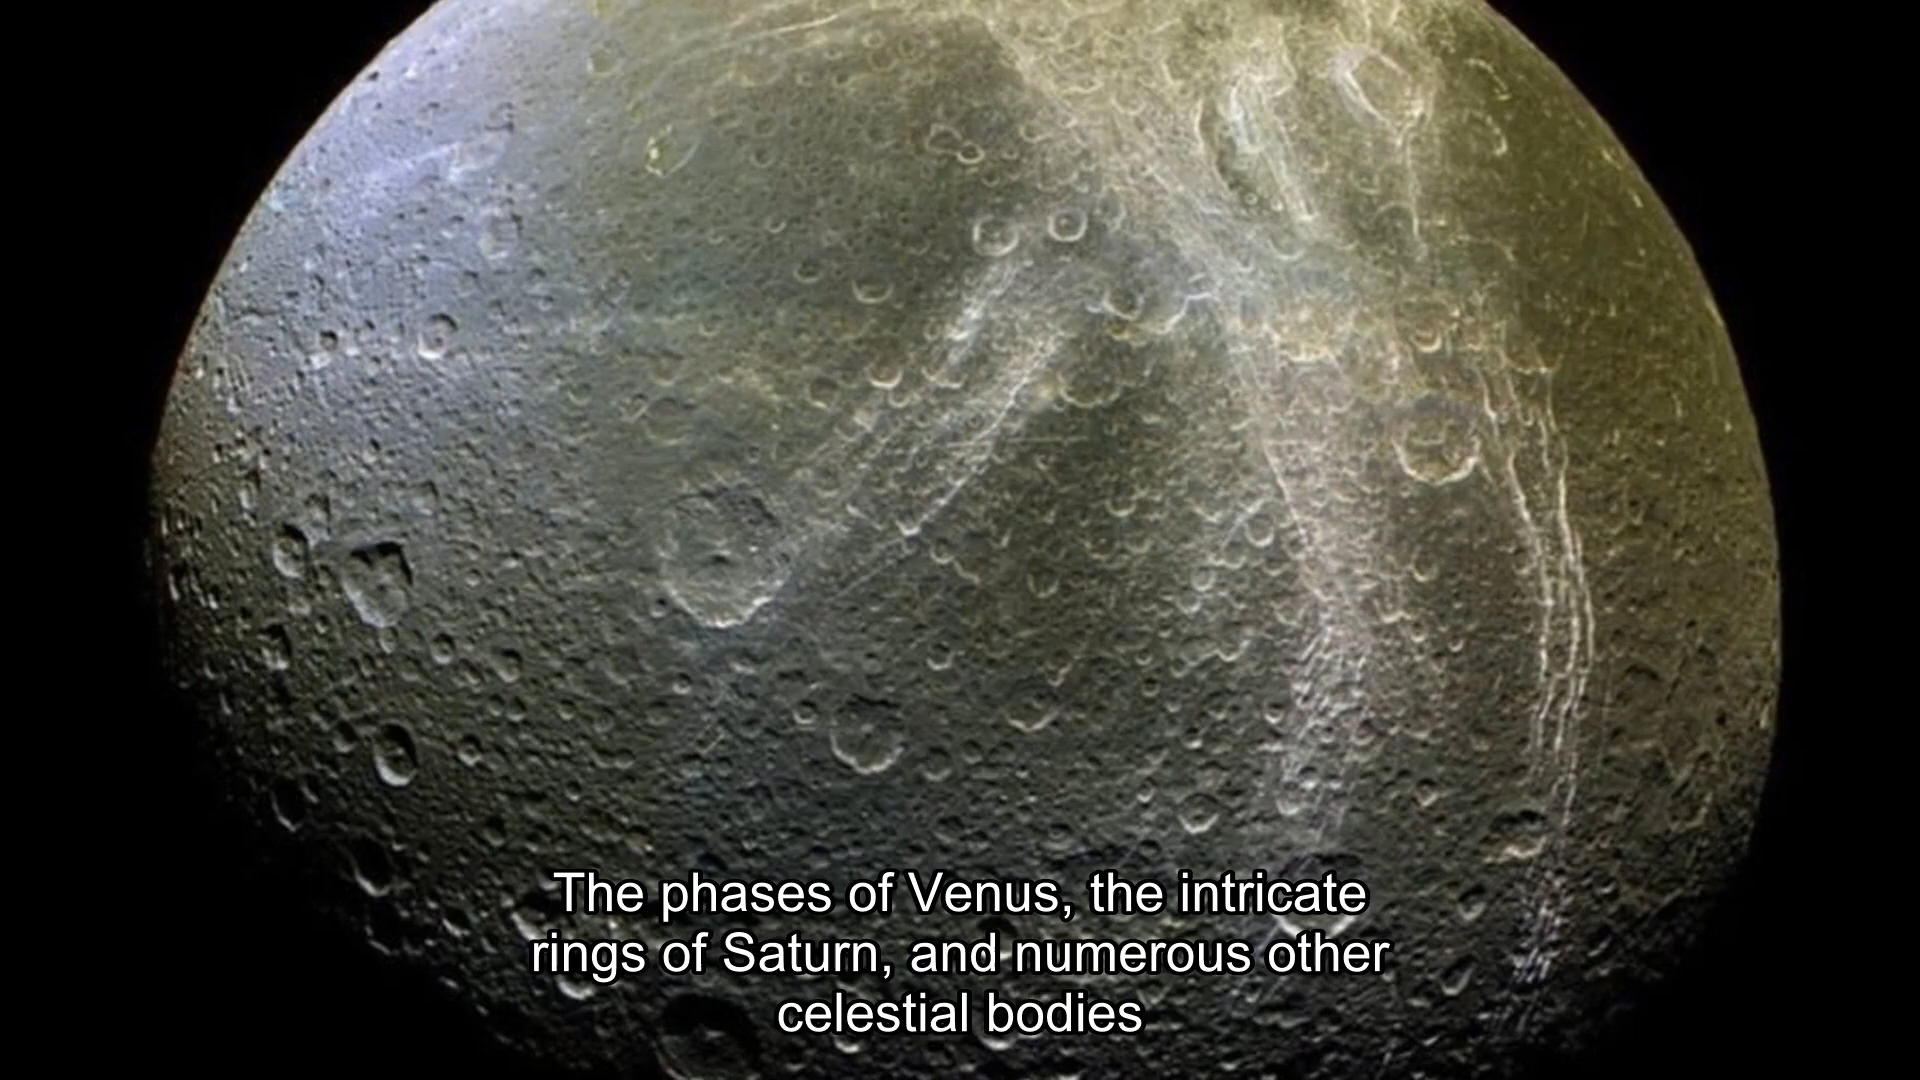 The phases of Venus, the intricate
rings of Saturn, and numerous other
celestial bodies